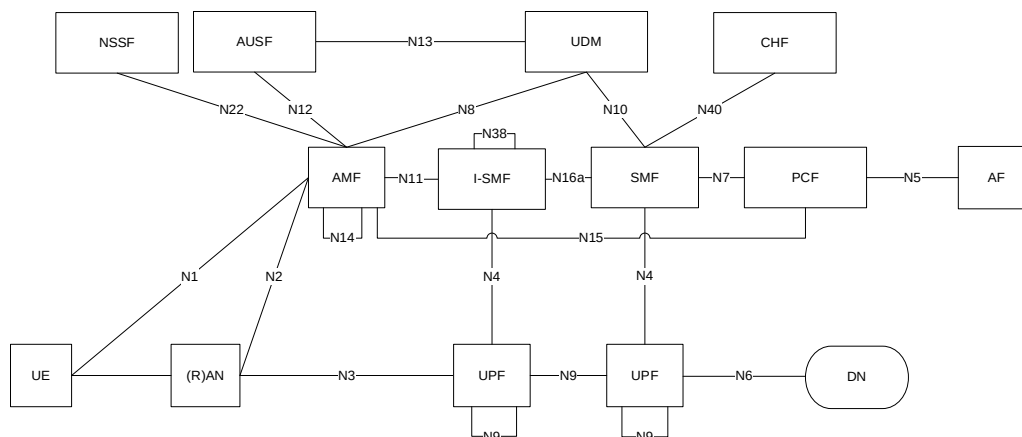 NSSF
AUSF
N13
UDM
CHF
N22
N12
N8
N10
N40
N38
AMF
N11
I-SMF
N16a
SMF
N7
PCF
N5
AF
N14
N15
N1
N2
N4
N4
UE
(R)AN
N3
UPF
N9
UPF
N6
DN
N9
N9